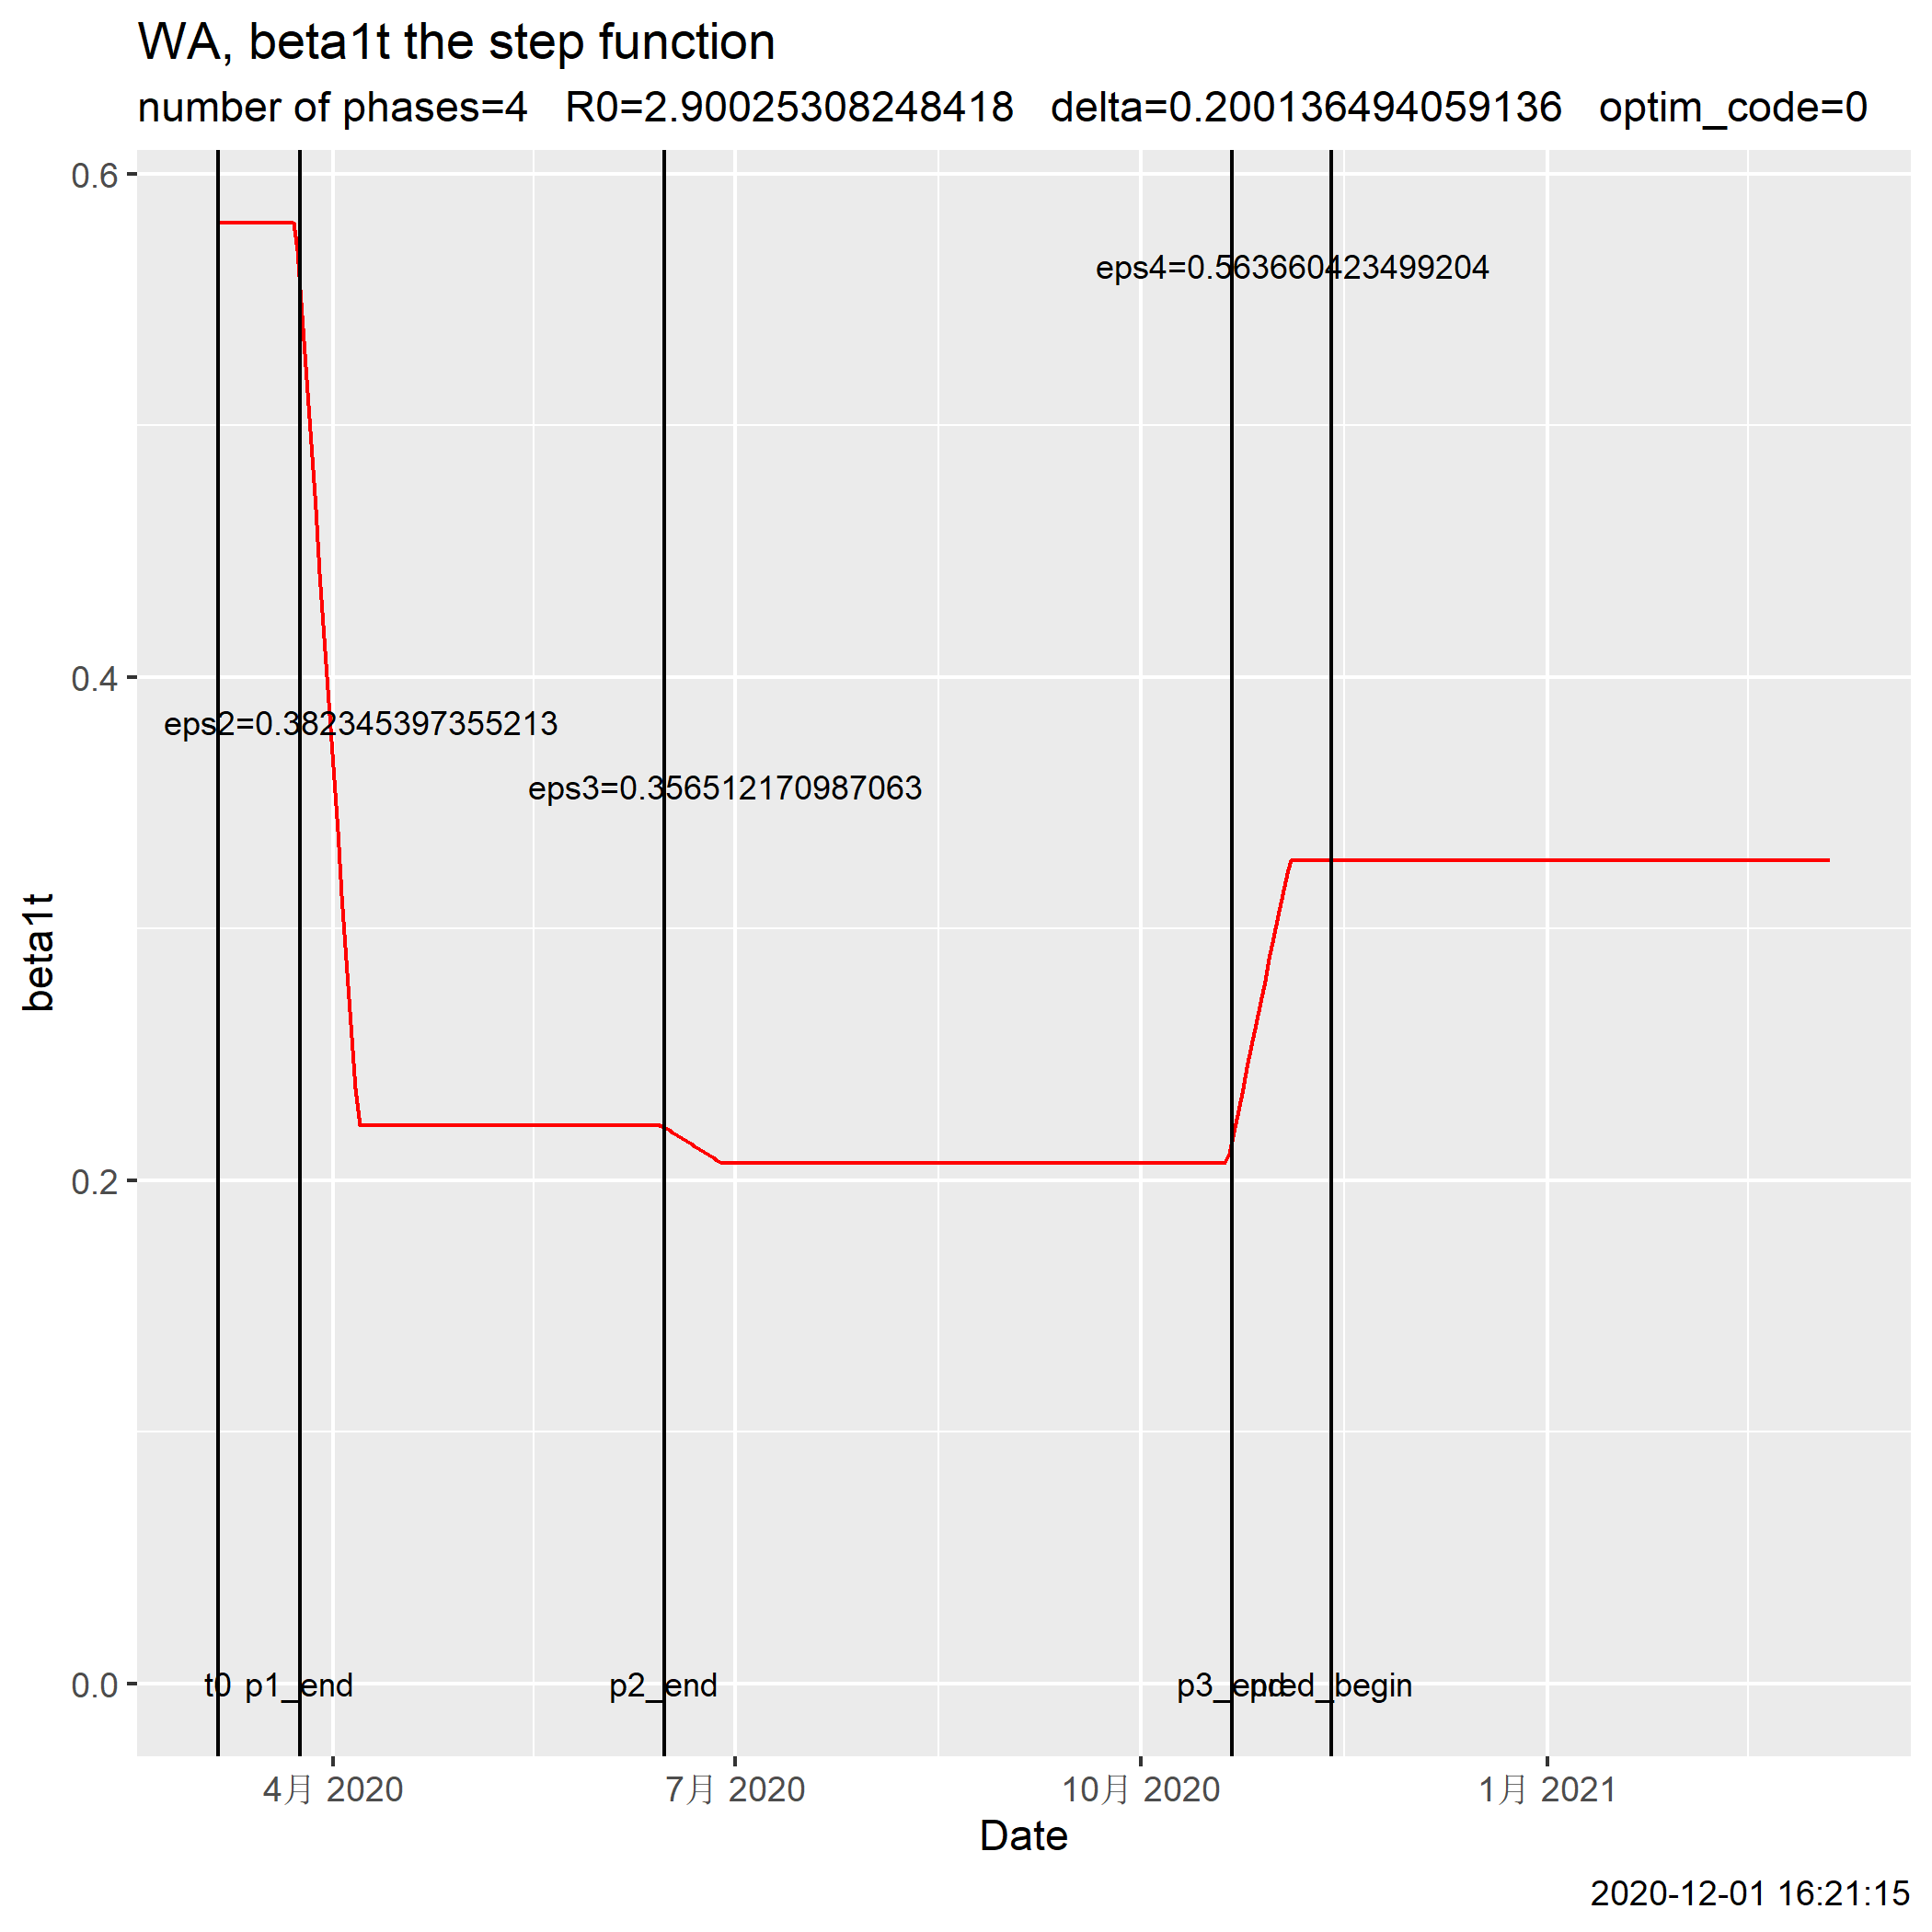 WA, beta1t the step function
number of phases=4 R0=2.90025308248418 delta=0.200136494059136 optim_code=0
0.6
eps4=0.563660423499204
0.4
eps2=0.382345397355213
eps3=0.356512170987063
beta1t
0.2
0.0
t0 p1_end p2_end p3_end pred_begin
4月 2020 7月 2020 10月 2020 1月 2021
Date
2020-12-01 16:21:15